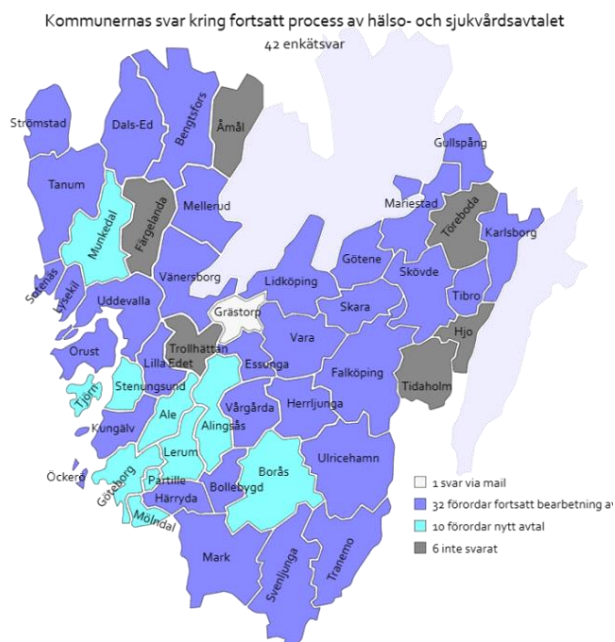 Kommunernas svar kring fortsatt process av hälso- och sjukvårdsavtalet
42 enkätsvar
Strömstad
Dals-Ed
Bengtsfors
Åmål
Gullspång
Tanum
Munkedal
Färgelanda
Mellerud
Mariestad
Töreboda
Karlsborg
Götene
Skövde
Sotenäs
Lysekil
Vänersborg
Lidköping
Uddevalla
Grästorp
Skara
Tibro
Hjo
Trollhättan
Vara
Orust
Lilla Edet
Essunga
Falköping
Tidaholm
Tjörn
Stenungsund
Ale
Alingsås
Vårgårda
Herrljunga
Kungälv
Lerum
Borås
Ulricehamn
Öckerö
Göteborg
Partille
Bollebygd
Härryda
Mölndal
Mark
Svenljunga
Tranemo
1 svar via mail
32 förordar fortsatt bearbetning av
10 förordar nytt avtal
6 inte svarat